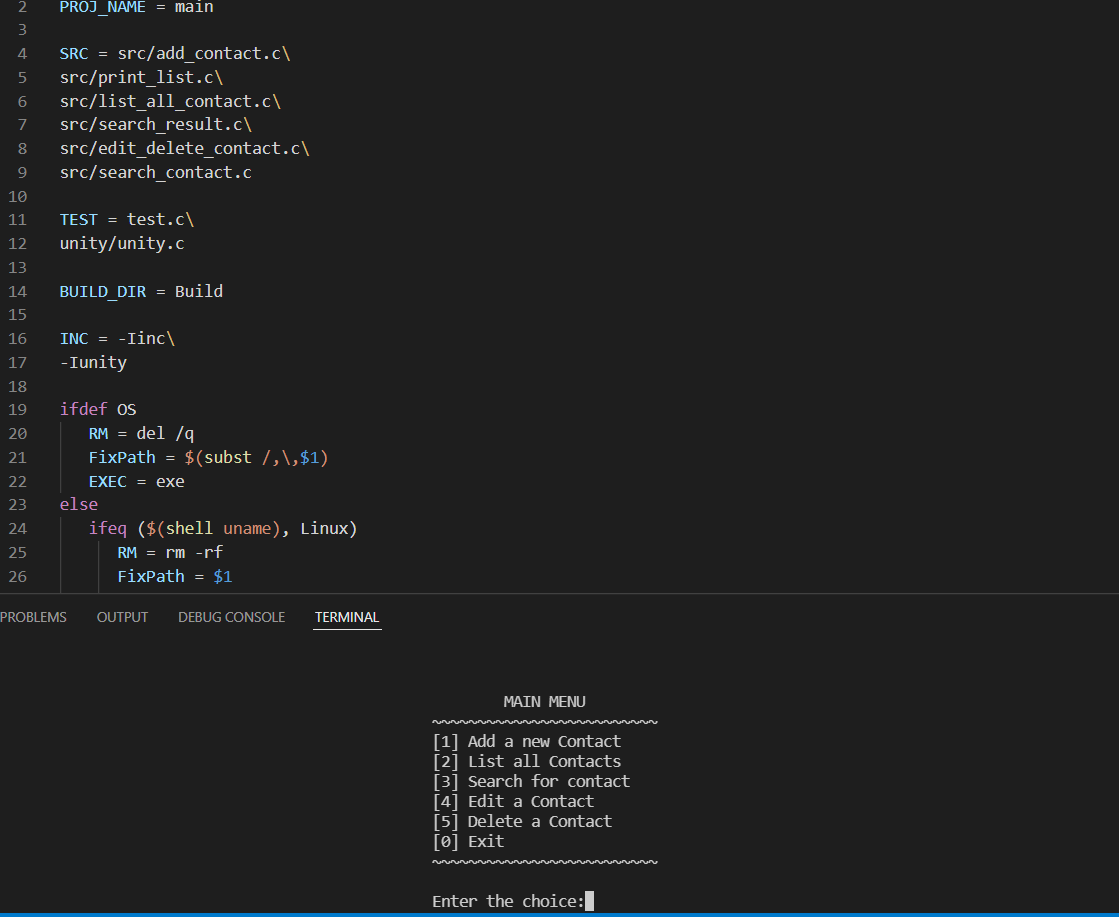 2 PROJ_NAME = main
3
4 SRC = src/add_contact.c\
5 src/print_list.c\
6 src/list_all_contact.c\
7 src/search_result.c\
8 src/edit_delete_contact.c\
9 src/search_contact.c
10
11 TEST = test.c\
12 unity/unity.c
13
14 BUILD_DIR = Build
15
16 INC = -Iinc\
17 -Iunity
18
19 ifdef OS
20 RM = del /q
21 FixPath = $(subst /,\,$1)
22 EXEC = exe
23 else
24 ifeq ($(shell uname), Linux)
25 RM = rm -rf
26 FixPath = $1
PROBLEMS OUTPUT DEBUG CONSOLE TERMINAL
MAIN MENU
~~~~~~~~~~~~~~~~~~~~~~~~~
[1] Add a new Contact
[2] List all Contacts
[3] Search for contact
[4] Edit a Contact
[5] Delete a Contact
[0] Exit
~~~~~~~~~~~~~~~~~~~~~~~~~
Enter the choice: